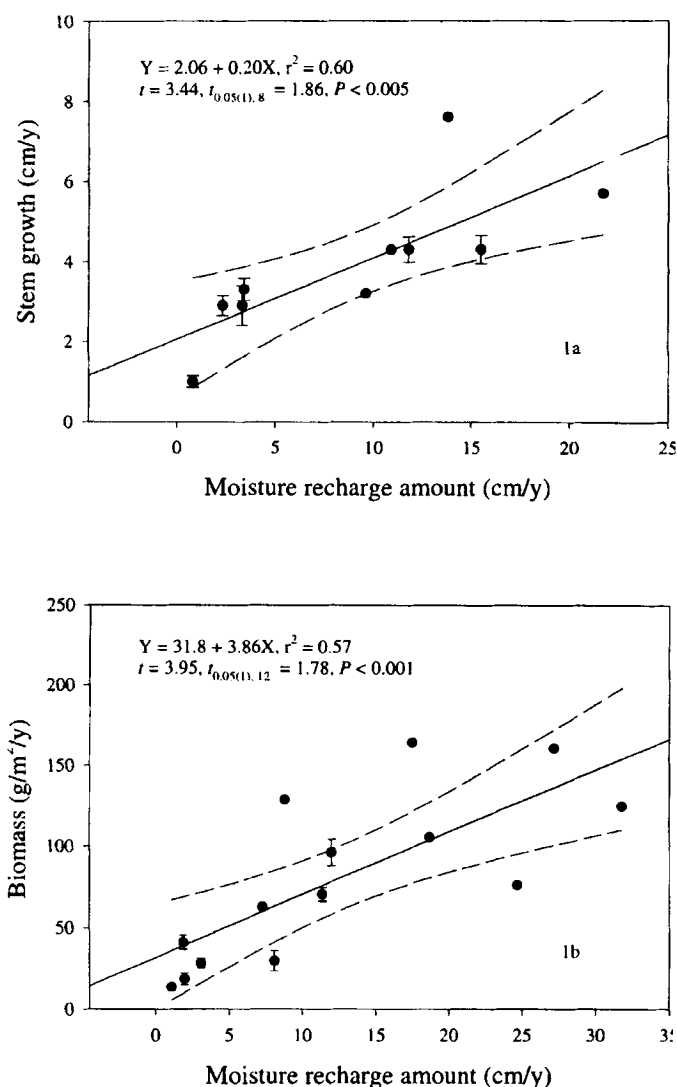 10
8
6
4
2
0
Stem growth (cm/y)
Y = 2.06 + 0.20X, r² = 0.60
t = 3.44, t0.05(1), 8 = 1.86, P < 0.005
1a
0 5 10 15 20 25
Moisture recharge amount (cm/y)
250
200
150
100
50
0
Biomass (g/m²/y)
Y = 31.8 + 3.86X, r² = 0.57
t = 3.95, t0.05(1), 12 = 1.78, P < 0.001
1b
0 5 10 15 20 25 30 35
Moisture recharge amount (cm/y)